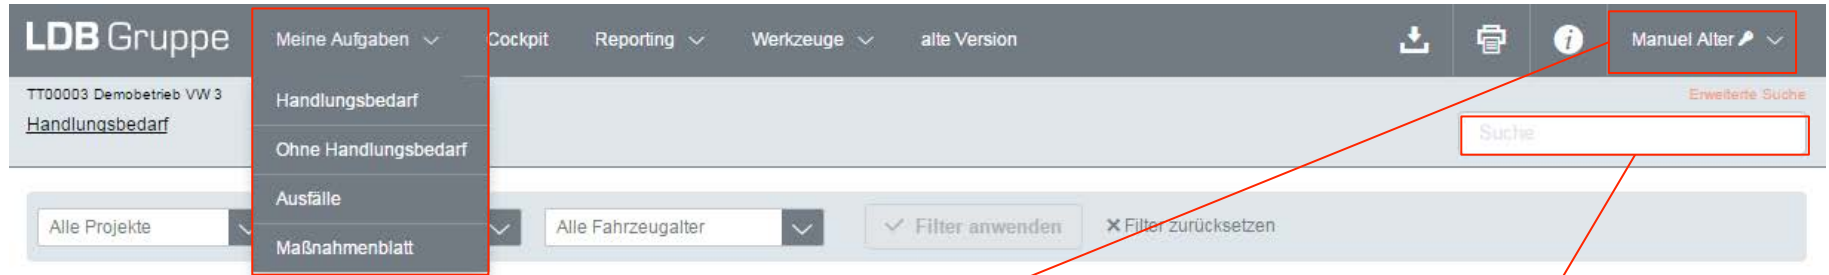 LDB Gruppe
Meine Aufgaben Cockpit Reporting Werkzeuge alte Version
i
Manuel Alter
TT00003 Demobetrieb VW 3
Handlungsbedarf
Handlungsbedarf
Ohne Handlungsbedarf
Ausfälle
Maßnahmenblatt
Erweiterte Suche
Suche
Alle Projekte
Alle Fahrzeugalter
Filter anwenden
Filter zurücksetzen